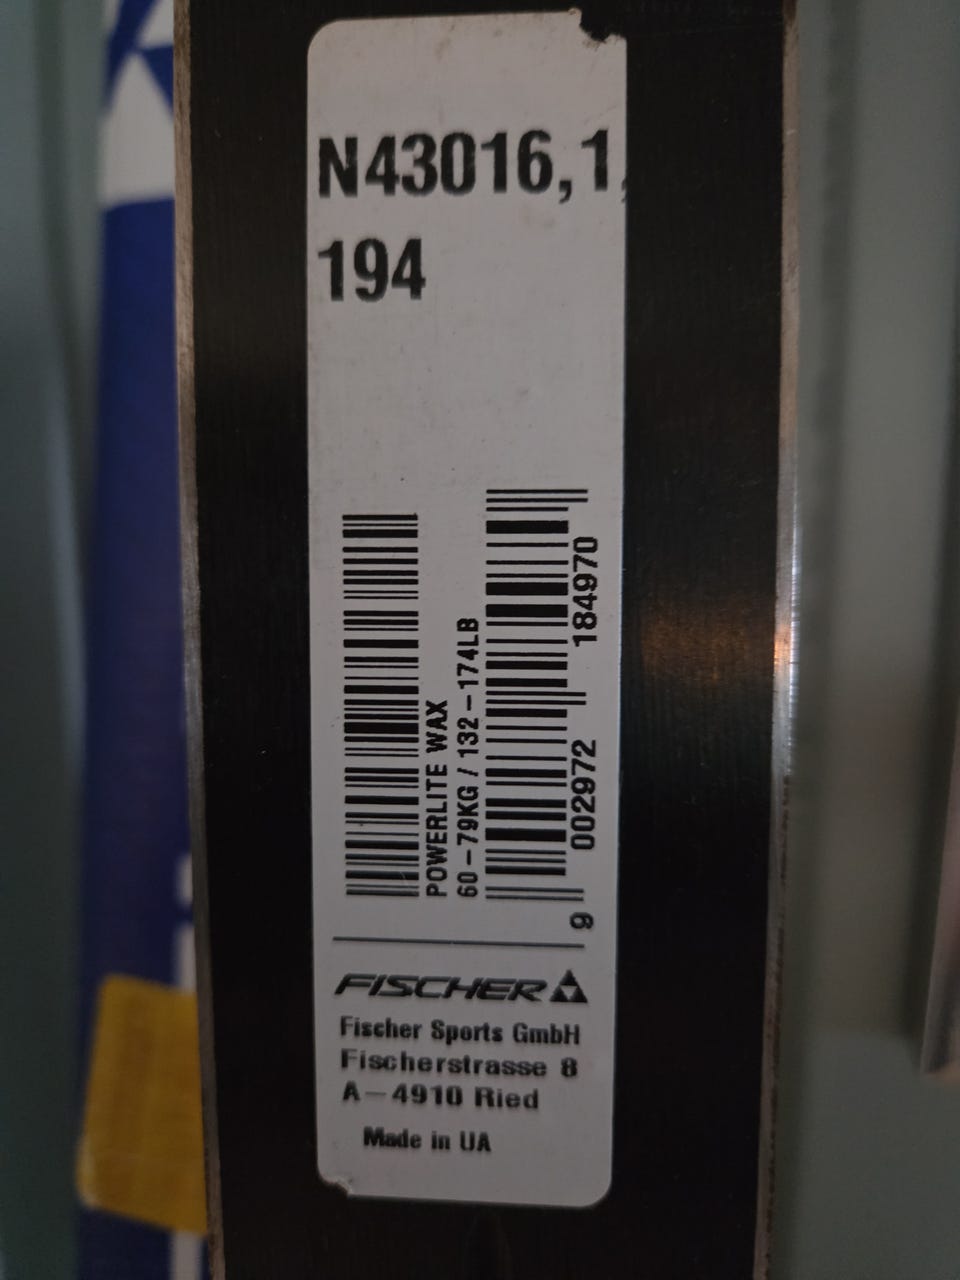 N43016,1,
194
POWERLITE WAX
60-79KG / 132-174LB
9 002972 184970
FISCHER
Fischer Sports GmbH
Fischerstrasse 8
A-4910 Ried
Made in UA